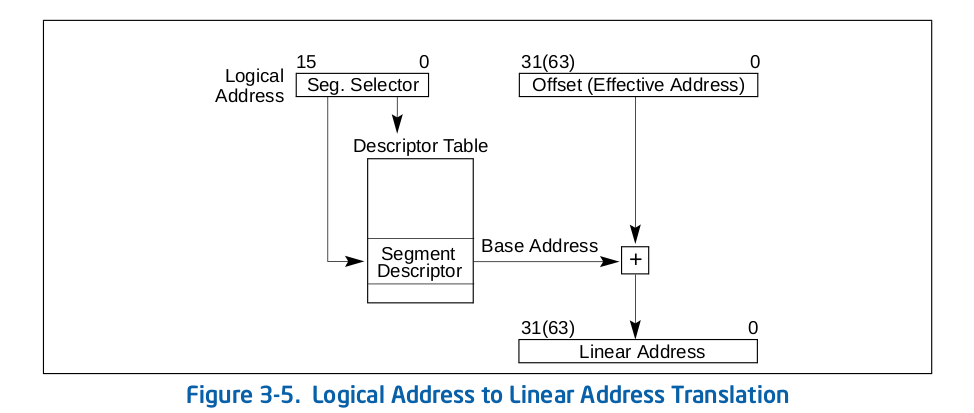 15 0
31(63) 0
Logical
Address
Seg. Selector
Offset (Effective Address)
Descriptor Table
Segment
Descriptor
Base Address
+
31(63) 0
Linear Address
Figure 3-5. Logical Address to Linear Address Translation